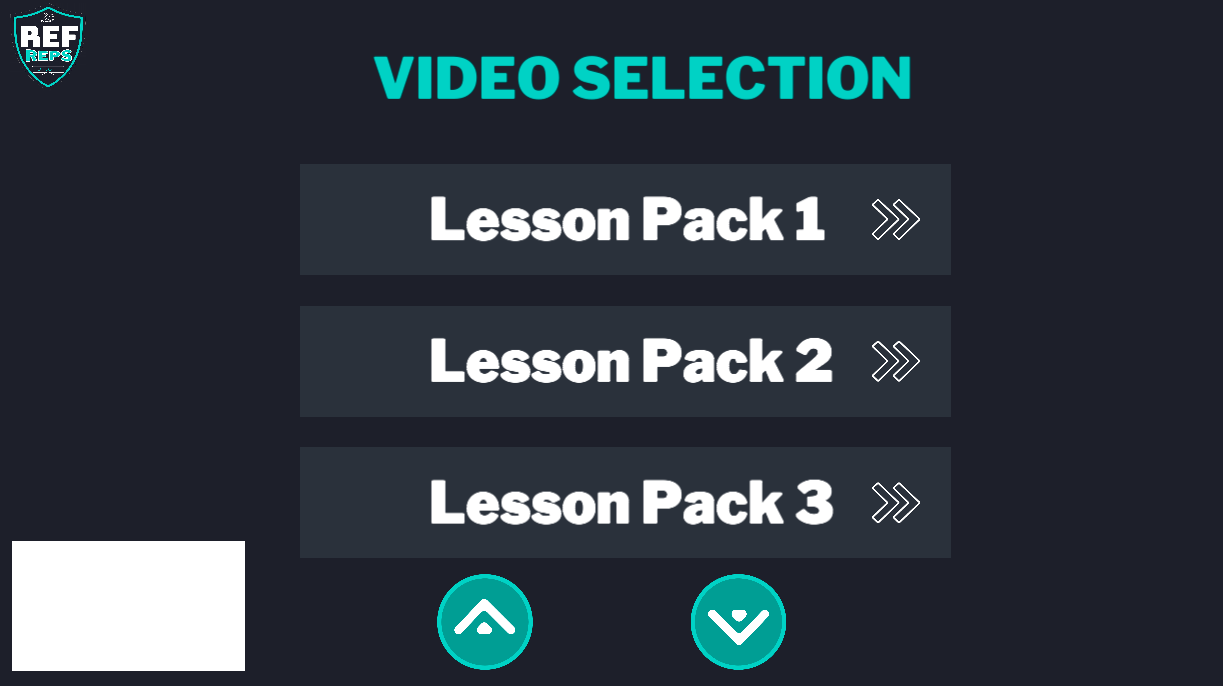 REF
REPS
VIDEO SELECTION
Lesson Pack 1
Lesson Pack 2
Lesson Pack 3